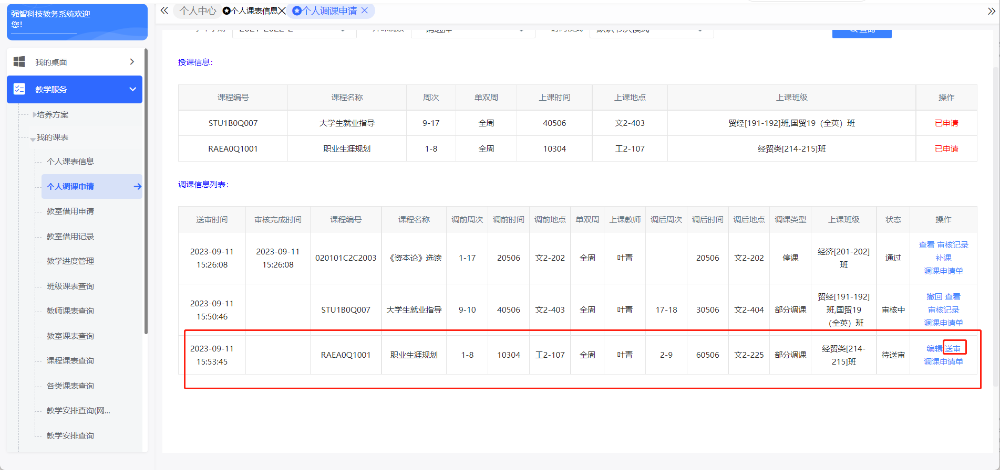 强智科技教务系统欢迎
您！
个人中心 个人课表信息 个人调课申请
2021-2022-2 请选择 默认节次模式 查询
我的桌面
教学服务
培养方案
我的课表
个人课表信息
个人调课申请
教室借用申请
教室借用记录
教学进度管理
班级课表查询
教师课表查询
教室课表查询
课程课表查询
各类课表查询
教学安排查询(网...
教学安排查询
授课信息：
课程编号 课程名称 周次 单双周 上课时间 上课地点 上课班级 操作
STU1B0Q007 大学生就业指导 9-17 全周 40506 文2-403 贸经[191-192]班,国贸19（全英）班 已申请
RAEA0Q1001 职业生涯规划 1-8 全周 10304 工2-107 经贸类[214-215]班 已申请
调课信息列表：
送审时间 审核完成时间 课程编号 课程名称 调前周次 调前时间 调前地点 单双周 上课教师 调后周次 调后时间 调后地点 调课类型 上课班级 状态 操作
2023-09-11 2023-09-11 经济[201-202] 查看 审核记录
020101C2C2003 《资本论》选读 1-17 20506 文2-202 全周 叶青 20506 文2-202 停课 通过 补课
15:26:08 15:26:08 班 调课申请单
2023-09-11 贸经[191-192] 撤回 查看
STU1B0Q007 大学生就业指导 9-10 40506 文2-403 全周 叶青 17-18 30506 文2-404 部分调课 班,国贸19 审核中 审核记录
15:50:46 （全英）班 调课申请单
2023-09-11 经贸类[214- 编辑 送审
RAEA0Q1001 职业生涯规划 1-8 10304 工2-107 全周 叶青 2-9 60506 文2-225 部分调课 待送审
15:53:45 215]班 调课申请单